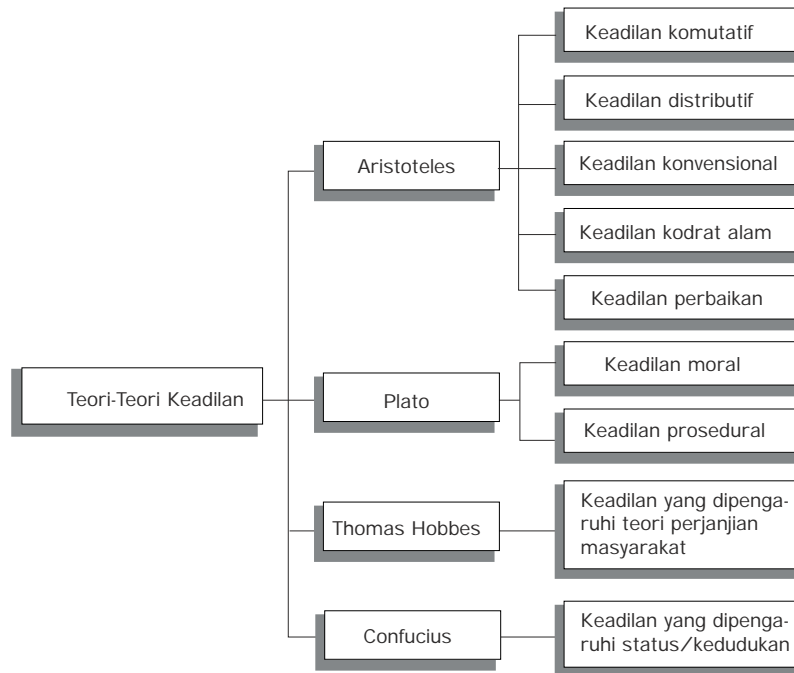 Teori-Teori Keadilan
Aristoteles
Keadilan komutatif
Keadilan distributif
Keadilan konvensional
Keadilan kodrat alam
Keadilan perbaikan
Plato
Keadilan moral
Keadilan prosedural
Thomas Hobbes
Keadilan yang dipenga-
ruhi teori perjanjian
masyarakat
Confucius
Keadilan yang dipenga-
ruhi status/kedudukan